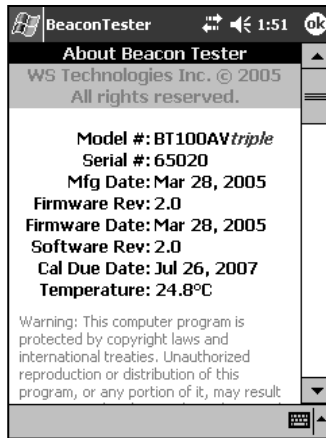 BeaconTester 1:51 ok
About Beacon Tester
WS Technologies Inc. © 2005
All rights reserved.
Model #: BT100AVtriple
Serial #: 65020
Mfg Date: Mar 28, 2005
Firmware Rev: 2.0
Firmware Date: Mar 28, 2005
Software Rev: 2.0
Cal Due Date: Jul 26, 2007
Temperature: 24.8°C
Warning: This computer program is
protected by copyright laws and
international treaties. Unauthorized
reproduction or distribution of this
program, or any portion of it, may result